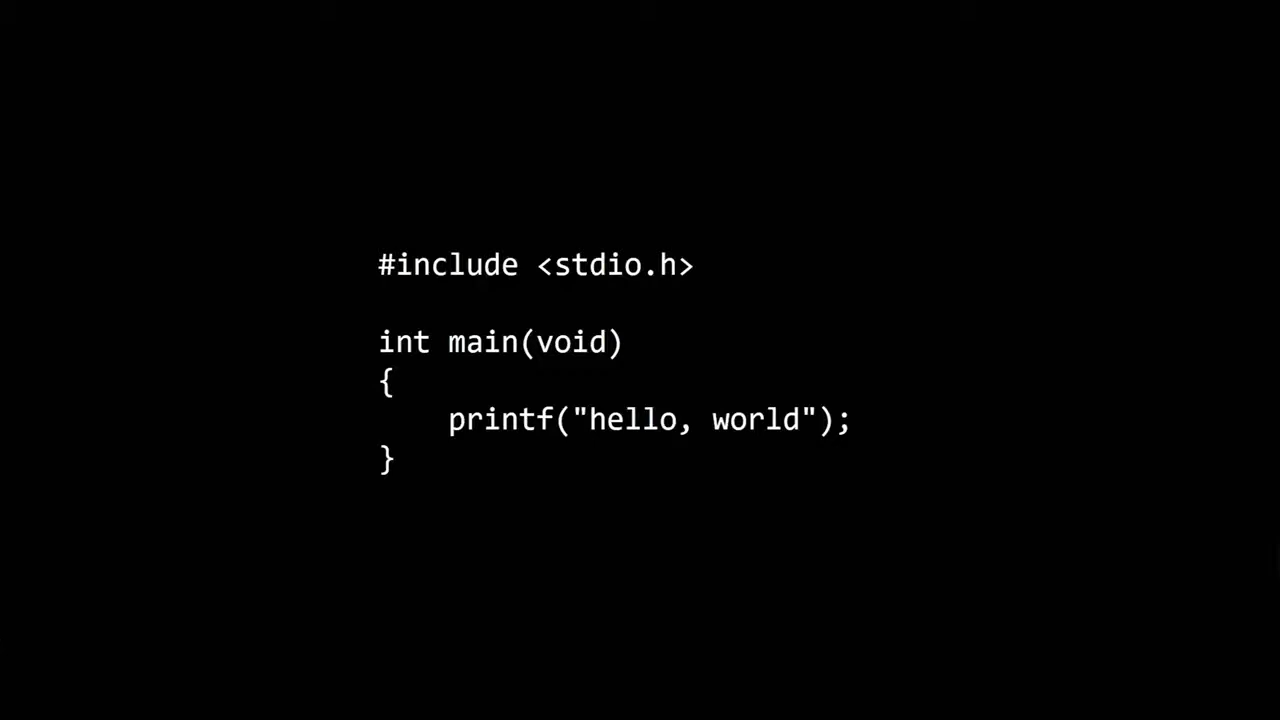 #include <stdio.h>

int main(void)
{
    printf("hello, world");
}